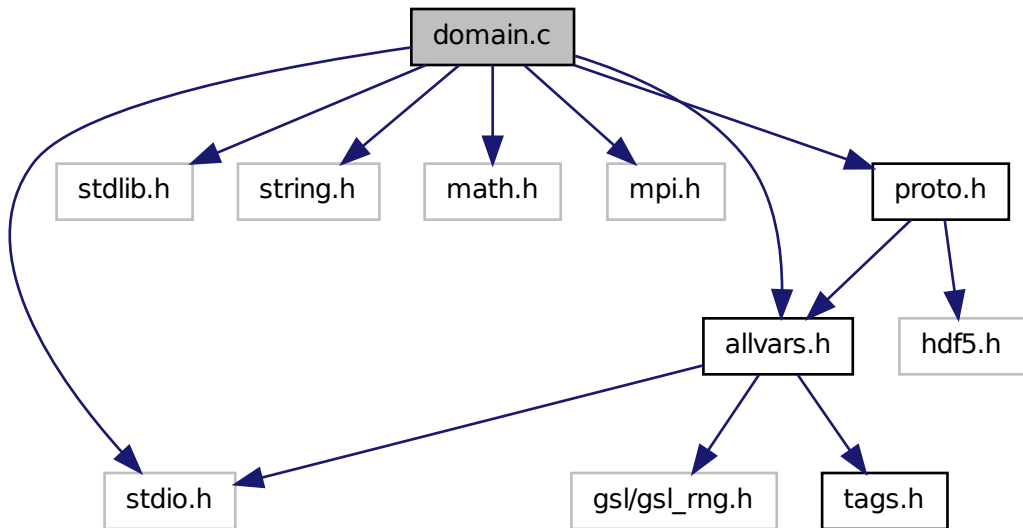 domain.c
stdlib.h
string.h
math.h
mpi.h
proto.h
allvars.h
hdf5.h
stdio.h
gsl/gsl_rng.h
tags.h